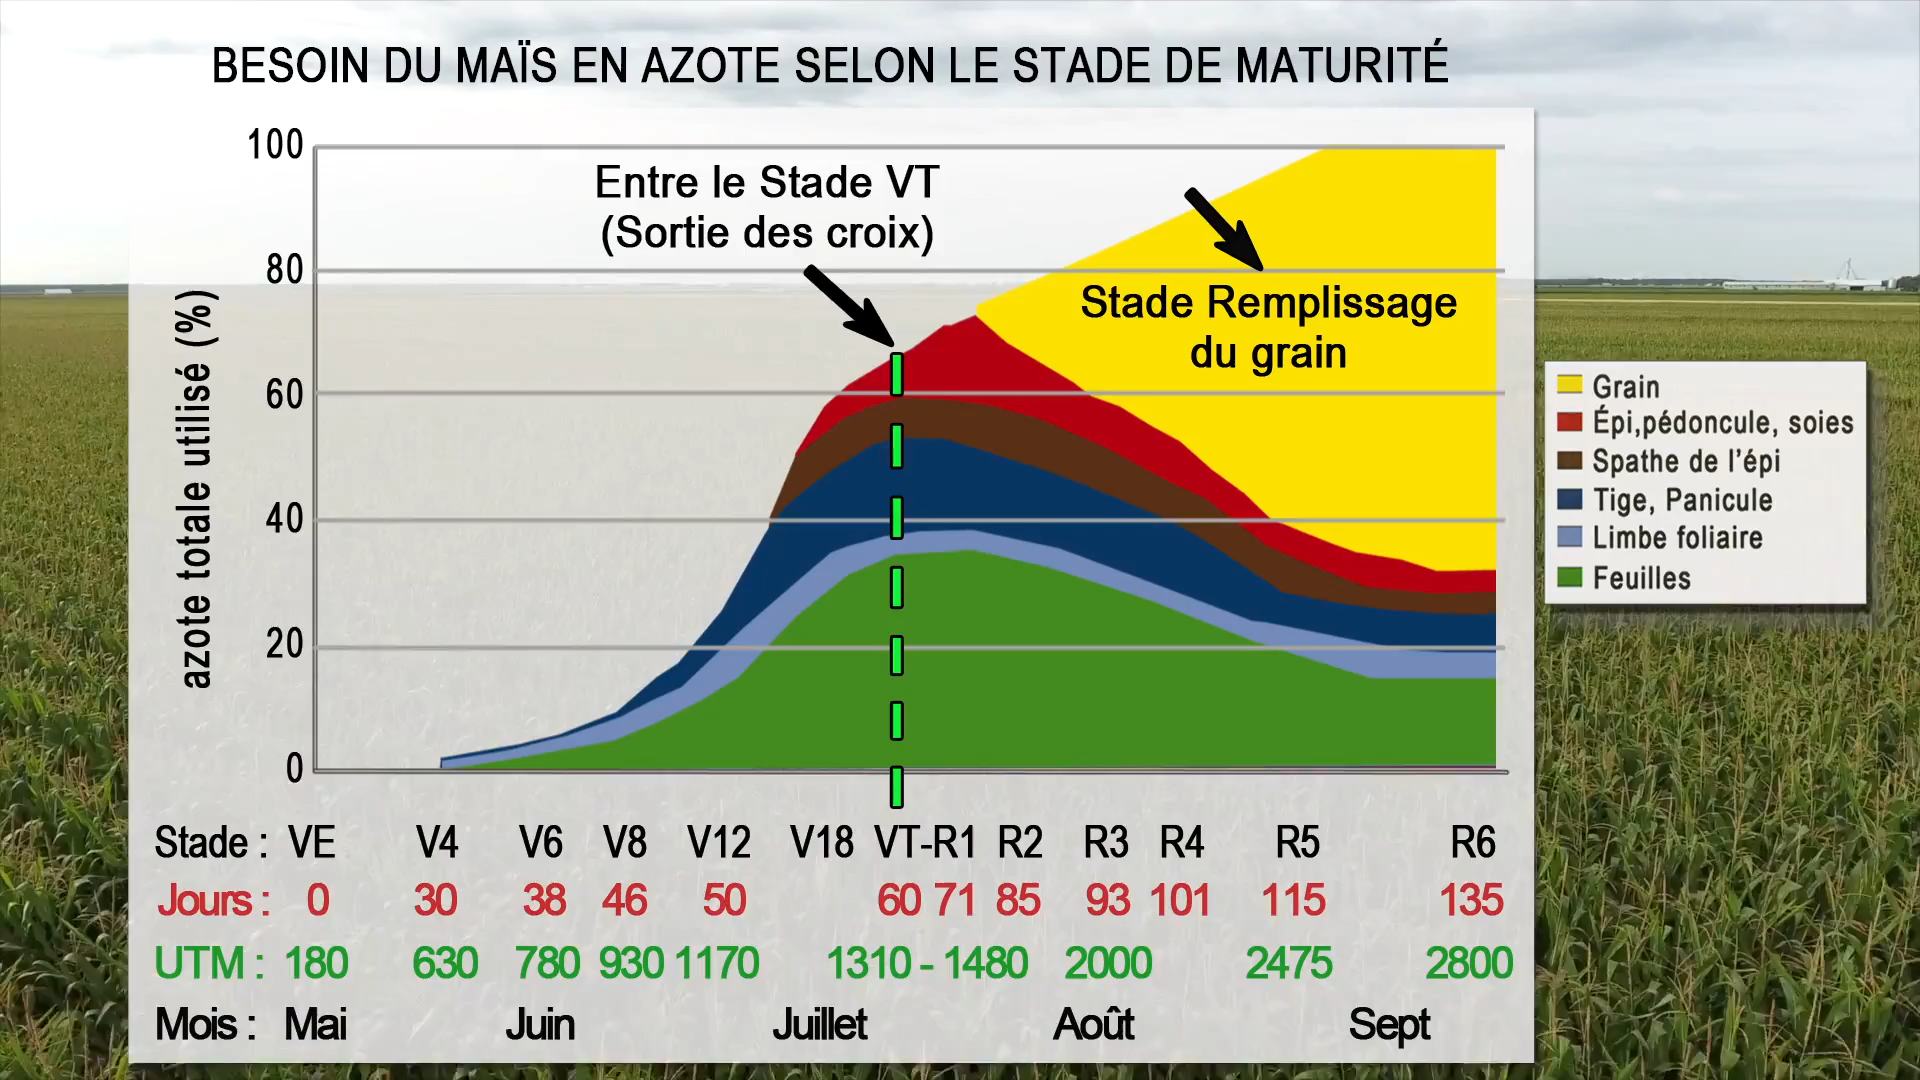 BESOIN DU MAÏS EN AZOTE SELON LE STADE DE MATURITÉ
100
80
60
40
20
0
azote totale utilisé (%)
Entre le Stade VT
(Sortie des croix)
Stade Remplissage
du grain
Grain
Épi,pédoncule, soies
Spathe de l'épi
Tige, Panicule
Limbe foliaire
Feuilles
Stade : VE V4 V6 V8 V12 V18 VT-R1 R2 R3 R4 R5 R6
Jours : 0 30 38 46 50 60 71 85 93 101 115 135
UTM : 180 630 780 930 1170 1310 - 1480 2000 2475 2800
Mois : Mai Juin Juillet Août Sept